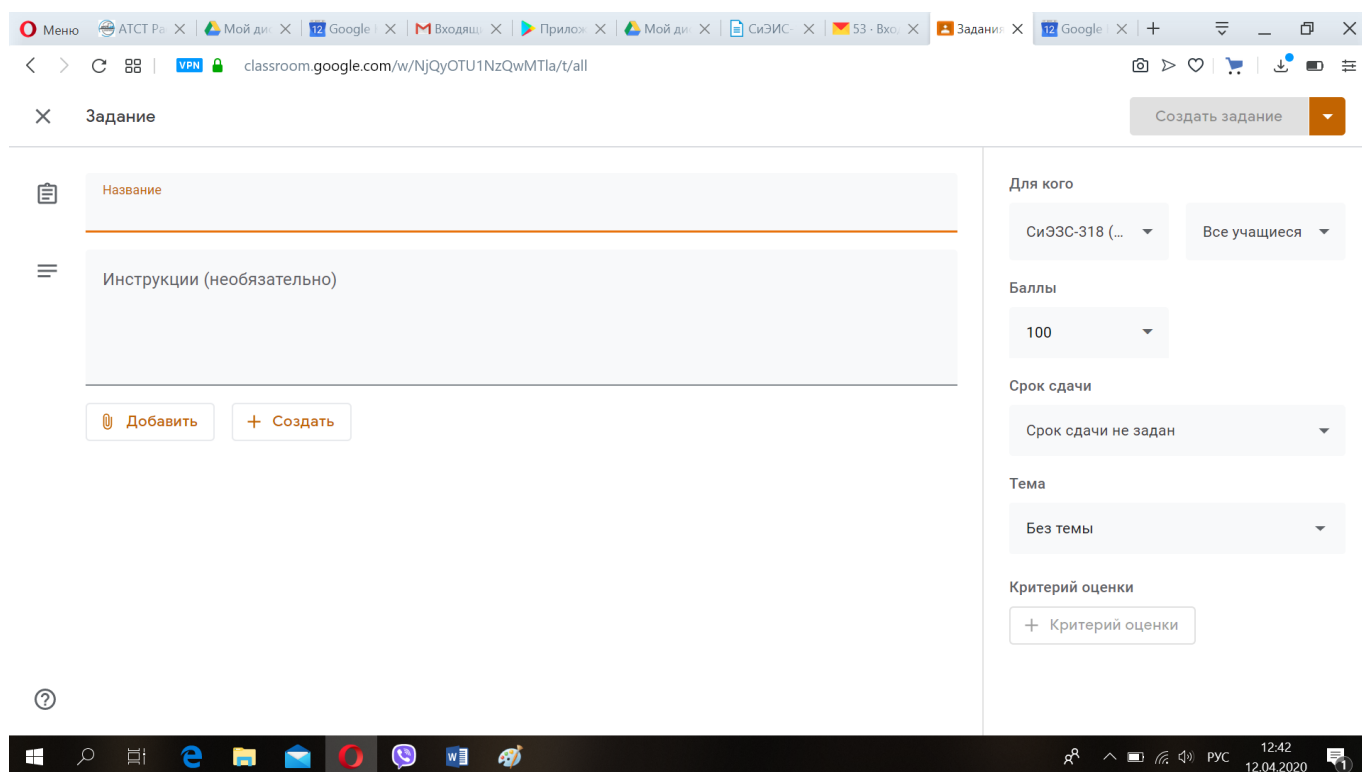 Меню АТСТ Ра Мой ди Google Входящ Прилож Мой ди СиЭИС- 53 · Вхо Задания Google
VPN classroom.google.com/w/NjQyOTU1NzQwMTla/t/all
Задание Создать задание
Название
Инструкции (необязательно)
Добавить Создать
Для кого
СиЭЗС-318 (... Все учащиеся
Баллы
100
Срок сдачи
Срок сдачи не задан
Тема
Без темы
Критерий оценки
+ Критерий оценки
РУС 12:42
12.04.2020